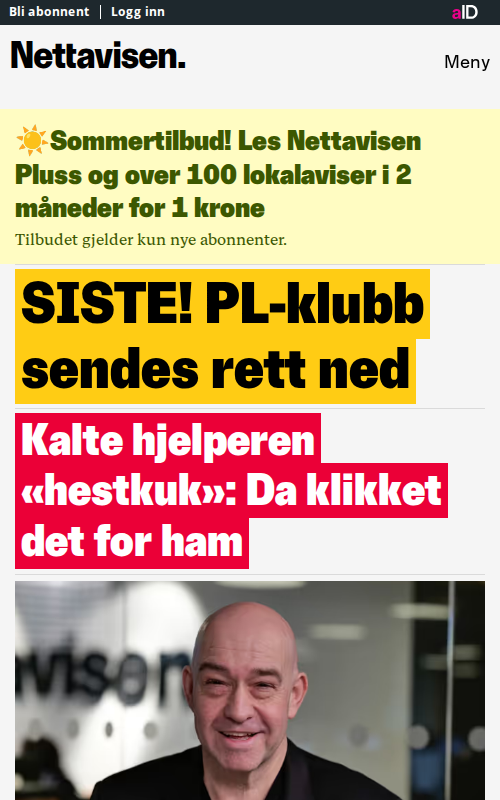 Bli abonnent | Logg inn
aID
Nettavisen.
Meny
☀️Sommertilbud! Les Nettavisen
Pluss og over 100 lokalaviser i 2
måneder for 1 krone
Tilbudet gjelder kun nye abonnenter.
SISTE! PL-klubb
sendes rett ned
Kalte hjelperen
«hestkuk»: Da klikket
det for ham
avisen